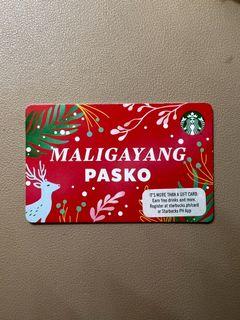 MALIGAYANG
PASKO
IT'S MORE THAN A GIFT CARD.
Earn free drinks and more.
Register at starbucks.ph/card
or Starbucks PH App